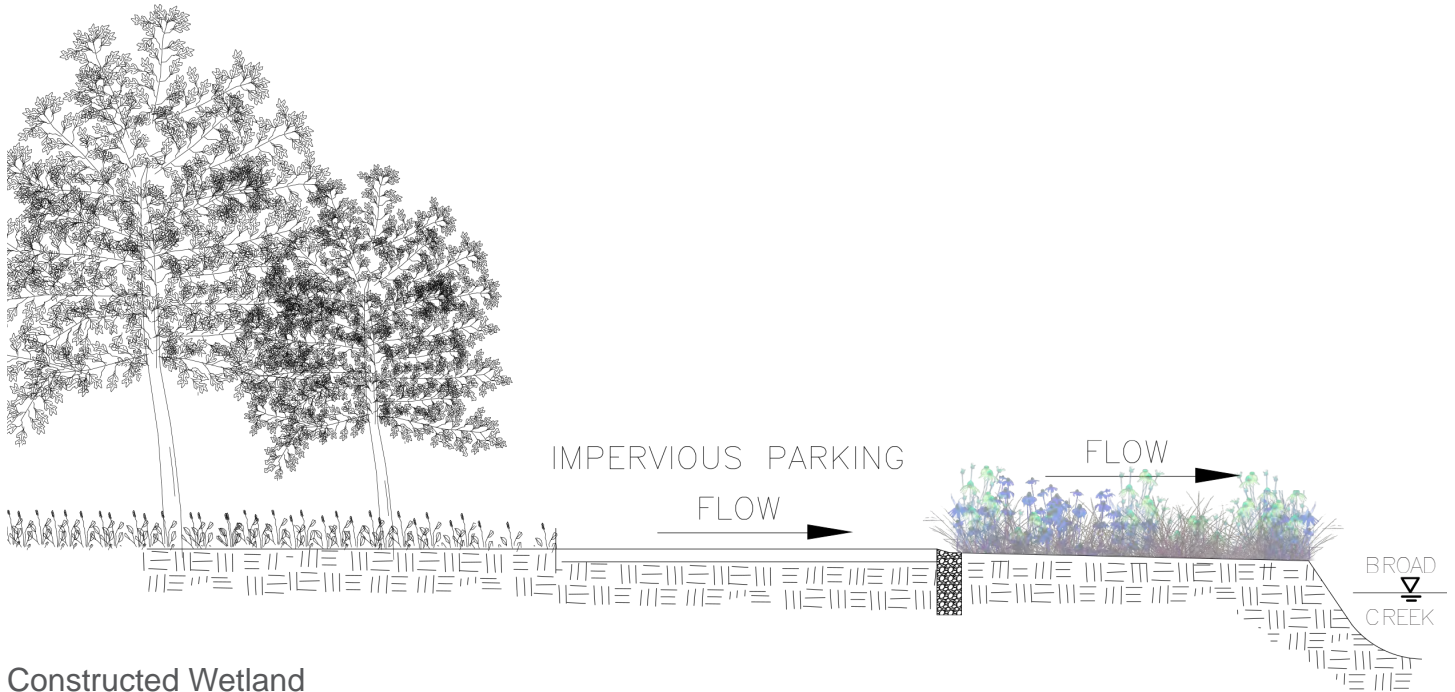 IMPERVIOUS PARKING
FLOW
FLOW
BROAD
CREEK
Constructed Wetland